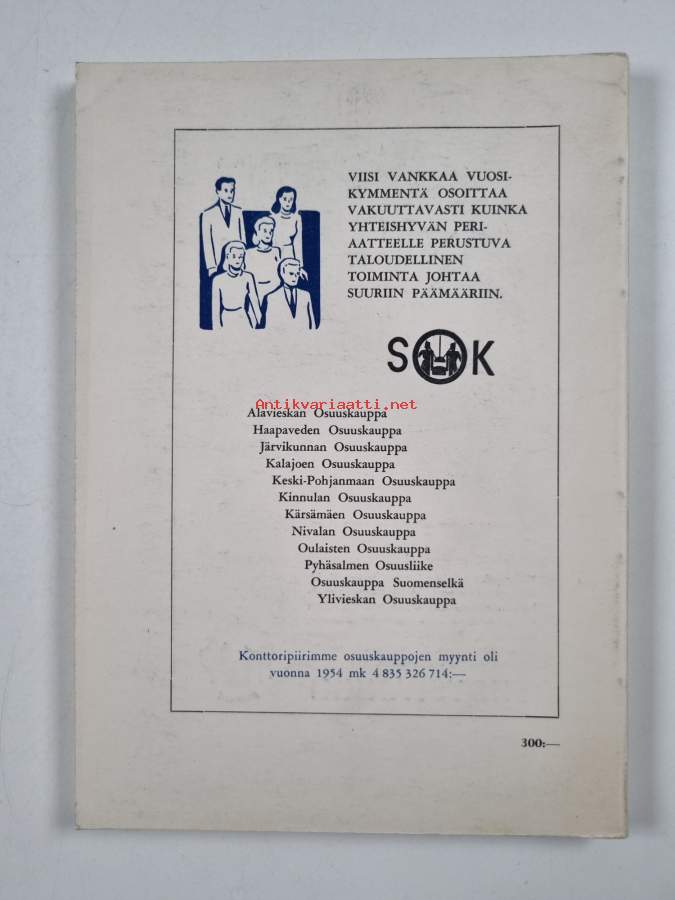 VIISI VANKKAA VUOSI-
KYMMENTÄ OSOITTAA
VAKUUTTAVASTI KUINKA
YHTEISHYVÄN PERI-
AATTEELLE PERUSTUVA
TALOUDELLINEN
TOIMINTA JOHTAA
SUURIIN PÄÄMÄÄRIIN.
SOK
Antikvariaatti.net
Alavieskan Osuuskauppa
Haapaveden Osuuskauppa
Järvikunnan Osuuskauppa
Kalajoen Osuuskauppa
Keski-Pohjanmaan Osuuskauppa
Kinnulan Osuuskauppa
Kärsämäen Osuuskauppa
Nivalan Osuuskauppa
Oulaisten Osuuskauppa
Pyhäsalmen Osuusliike
Osuuskauppa Suomenselkä
Ylivieskan Osuuskauppa
Konttoripiirimme osuuskauppojen myynti oli
vuonna 1954 mk 4 835 326 714:—
300:—